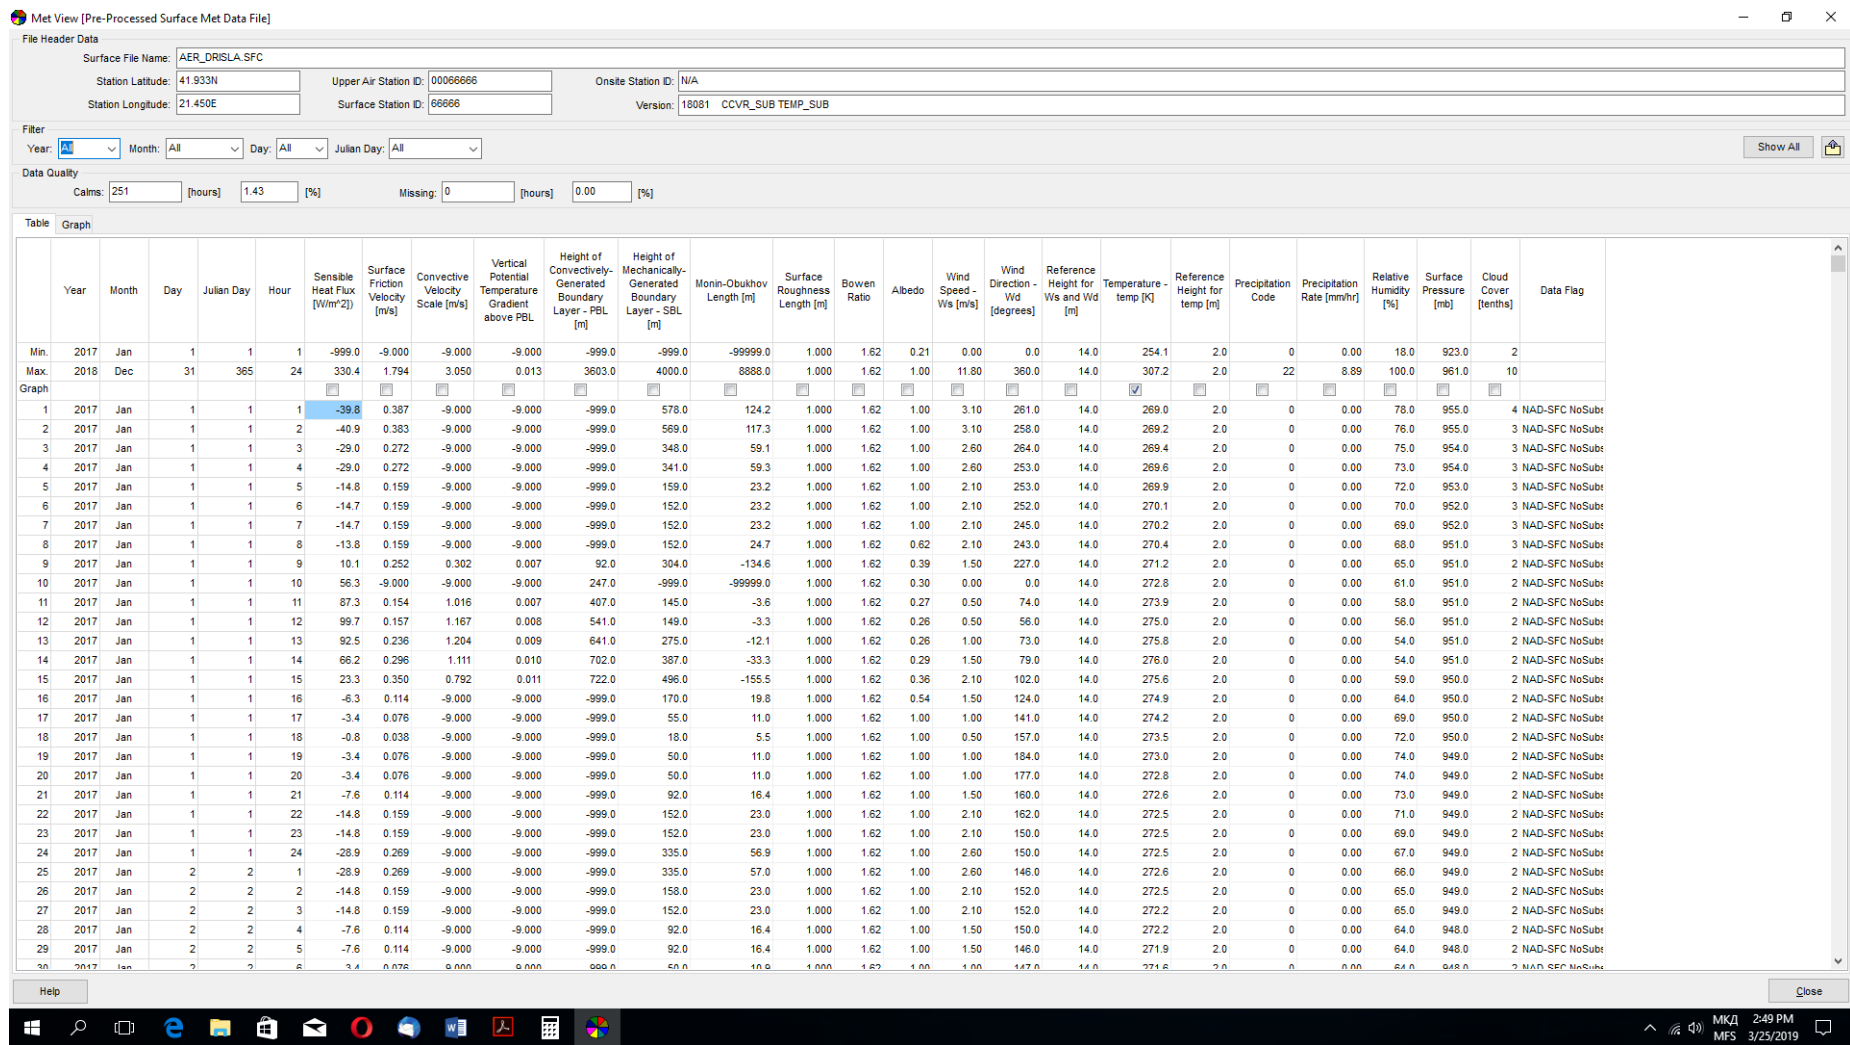 Met View [Pre-Processed Surface Met Data File]
File Header Data
Surface File Name: AER_DRISLA.SFC
Station Latitude: 41.933N Upper Air Station ID: 00066666 Onsite Station ID: N/A
Station Longitude: 21.450E Surface Station ID: 66666 Version: 18081 CCVR_SUB TEMP_SUB
Filter
Year: All Month: All Day: All Julian Day: All Show All
Data Quality
Calms: 251 [hours] 1.43 [%] Missing: 0 [hours] 0.00 [%]
Table Graph
Year Month Day Julian Day Hour Sensible Heat Flux [W/m^2]) Surface Friction Velocity [m/s] Convective Velocity Scale [m/s] Vertical Potential Temperature Gradient above PBL Height of Convectively-Generated Boundary Layer - PBL [m] Height of Mechanically-Generated Boundary Layer - SBL [m] Monin-Obukhov Length [m] Surface Roughness Length [m] Bowen Ratio Albedo Wind Speed - Ws [m/s] Wind Direction - Wd [degrees] Reference Height for Ws and Wd [m] Temperature - temp [K] Reference Height for temp [m] Precipitation Code Precipitation Rate [mm/hr] Relative Humidity [%] Surface Pressure [mb] Cloud Cover [tenths] Data Flag
Min. 2017 Jan 1 1 1 -999.0 -9.000 -9.000 -9.000 -999.0 -999.0 -99999.0 1.000 1.62 0.21 0.00 0.0 14.0 254.1 2.0 0 0.00 18.0 923.0 2
Max. 2018 Dec 31 365 24 330.4 1.794 3.050 0.013 3603.0 4000.0 8888.0 1.000 1.62 1.00 11.80 360.0 14.0 307.2 2.0 22 8.89 100.0 961.0 10
Graph
1 2017 Jan 1 1 1 -39.8 0.387 -9.000 -9.000 -999.0 578.0 124.2 1.000 1.62 1.00 3.10 261.0 14.0 269.0 2.0 0 0.00 78.0 955.0 4 NAD-SFC NoSubs
2 2017 Jan 1 1 2 -40.9 0.383 -9.000 -9.000 -999.0 569.0 117.3 1.000 1.62 1.00 3.10 258.0 14.0 269.2 2.0 0 0.00 76.0 955.0 3 NAD-SFC NoSubs
3 2017 Jan 1 1 3 -29.0 0.272 -9.000 -9.000 -999.0 348.0 59.1 1.000 1.62 1.00 2.60 264.0 14.0 269.4 2.0 0 0.00 75.0 954.0 3 NAD-SFC NoSubs
4 2017 Jan 1 1 4 -29.0 0.272 -9.000 -9.000 -999.0 341.0 59.3 1.000 1.62 1.00 2.60 253.0 14.0 269.6 2.0 0 0.00 73.0 954.0 3 NAD-SFC NoSubs
5 2017 Jan 1 1 5 -14.8 0.159 -9.000 -9.000 -999.0 159.0 23.2 1.000 1.62 1.00 2.10 253.0 14.0 269.9 2.0 0 0.00 72.0 953.0 3 NAD-SFC NoSubs
6 2017 Jan 1 1 6 -14.7 0.159 -9.000 -9.000 -999.0 152.0 23.2 1.000 1.62 1.00 2.10 252.0 14.0 270.1 2.0 0 0.00 70.0 952.0 3 NAD-SFC NoSubs
7 2017 Jan 1 1 7 -14.7 0.159 -9.000 -9.000 -999.0 152.0 23.2 1.000 1.62 1.00 2.10 245.0 14.0 270.2 2.0 0 0.00 69.0 952.0 3 NAD-SFC NoSubs
8 2017 Jan 1 1 8 -13.8 0.159 -9.000 -9.000 -999.0 152.0 24.7 1.000 1.62 0.62 2.10 243.0 14.0 270.4 2.0 0 0.00 68.0 951.0 3 NAD-SFC NoSubs
9 2017 Jan 1 1 9 10.1 0.252 0.302 0.007 92.0 304.0 -134.6 1.000 1.62 0.39 1.50 227.0 14.0 271.2 2.0 0 0.00 65.0 951.0 2 NAD-SFC NoSubs
10 2017 Jan 1 1 10 56.3 -9.000 -9.000 -9.000 247.0 -999.0 -99999.0 1.000 1.62 0.30 0.00 0.0 14.0 272.8 2.0 0 0.00 61.0 951.0 2 NAD-SFC NoSubs
11 2017 Jan 1 1 11 87.3 0.154 1.016 0.007 407.0 145.0 -3.6 1.000 1.62 0.27 0.50 74.0 14.0 273.9 2.0 0 0.00 58.0 951.0 2 NAD-SFC NoSubs
12 2017 Jan 1 1 12 99.7 0.157 1.167 0.008 541.0 149.0 -3.3 1.000 1.62 0.26 0.50 56.0 14.0 275.0 2.0 0 0.00 56.0 951.0 2 NAD-SFC NoSubs
13 2017 Jan 1 1 13 92.5 0.236 1.204 0.009 641.0 275.0 -12.1 1.000 1.62 0.26 1.00 73.0 14.0 275.8 2.0 0 0.00 54.0 951.0 2 NAD-SFC NoSubs
14 2017 Jan 1 1 14 66.2 0.296 1.111 0.010 702.0 387.0 -33.3 1.000 1.62 0.29 1.50 79.0 14.0 276.0 2.0 0 0.00 54.0 951.0 2 NAD-SFC NoSubs
15 2017 Jan 1 1 15 23.3 0.350 0.792 0.011 722.0 496.0 -155.5 1.000 1.62 0.36 2.10 102.0 14.0 275.6 2.0 0 0.00 59.0 950.0 2 NAD-SFC NoSubs
16 2017 Jan 1 1 16 -6.3 0.114 -9.000 -9.000 -999.0 170.0 19.8 1.000 1.62 0.54 1.50 124.0 14.0 274.9 2.0 0 0.00 64.0 950.0 2 NAD-SFC NoSubs
17 2017 Jan 1 1 17 -3.4 0.076 -9.000 -9.000 -999.0 55.0 11.0 1.000 1.62 1.00 1.00 141.0 14.0 274.2 2.0 0 0.00 69.0 950.0 2 NAD-SFC NoSubs
18 2017 Jan 1 1 18 -0.8 0.038 -9.000 -9.000 -999.0 18.0 5.5 1.000 1.62 1.00 0.50 157.0 14.0 273.5 2.0 0 0.00 72.0 950.0 2 NAD-SFC NoSubs
19 2017 Jan 1 1 19 -3.4 0.076 -9.000 -9.000 -999.0 50.0 11.0 1.000 1.62 1.00 1.00 184.0 14.0 273.0 2.0 0 0.00 74.0 949.0 2 NAD-SFC NoSubs
20 2017 Jan 1 1 20 -3.4 0.076 -9.000 -9.000 -999.0 50.0 11.0 1.000 1.62 1.00 1.00 177.0 14.0 272.8 2.0 0 0.00 74.0 949.0 2 NAD-SFC NoSubs
21 2017 Jan 1 1 21 -7.6 0.114 -9.000 -9.000 -999.0 92.0 16.4 1.000 1.62 1.00 1.50 160.0 14.0 272.6 2.0 0 0.00 73.0 949.0 2 NAD-SFC NoSubs
22 2017 Jan 1 1 22 -14.8 0.159 -9.000 -9.000 -999.0 152.0 23.0 1.000 1.62 1.00 2.10 162.0 14.0 272.5 2.0 0 0.00 71.0 949.0 2 NAD-SFC NoSubs
23 2017 Jan 1 1 23 -14.8 0.159 -9.000 -9.000 -999.0 152.0 23.0 1.000 1.62 1.00 2.10 150.0 14.0 272.5 2.0 0 0.00 69.0 949.0 2 NAD-SFC NoSubs
24 2017 Jan 1 1 24 -28.9 0.269 -9.000 -9.000 -999.0 335.0 56.9 1.000 1.62 1.00 2.60 150.0 14.0 272.5 2.0 0 0.00 67.0 949.0 2 NAD-SFC NoSubs
25 2017 Jan 2 2 1 -28.9 0.269 -9.000 -9.000 -999.0 335.0 57.0 1.000 1.62 1.00 2.60 146.0 14.0 272.6 2.0 0 0.00 66.0 949.0 2 NAD-SFC NoSubs
26 2017 Jan 2 2 2 -14.8 0.159 -9.000 -9.000 -999.0 158.0 23.0 1.000 1.62 1.00 2.10 152.0 14.0 272.5 2.0 0 0.00 65.0 949.0 2 NAD-SFC NoSubs
27 2017 Jan 2 2 3 -14.8 0.159 -9.000 -9.000 -999.0 152.0 23.0 1.000 1.62 1.00 2.10 152.0 14.0 272.2 2.0 0 0.00 65.0 949.0 2 NAD-SFC NoSubs
28 2017 Jan 2 2 4 -7.6 0.114 -9.000 -9.000 -999.0 92.0 16.4 1.000 1.62 1.00 1.50 150.0 14.0 272.2 2.0 0 0.00 64.0 948.0 2 NAD-SFC NoSubs
29 2017 Jan 2 2 5 -7.6 0.114 -9.000 -9.000 -999.0 92.0 16.4 1.000 1.62 1.00 1.50 146.0 14.0 271.9 2.0 0 0.00 64.0 948.0 2 NAD-SFC NoSubs
30 2017 Jan 2 2 6 3.4 0.076 9.000 9.000 999.0 50.0 10.9 1.000 1.62 1.00 1.00 147.0 14.0 271.6 2.0 0 0.00 64.0 948.0 2 NAD-SFC NoSubs
Help Close
МКД 2:49 PM
MFS 3/25/2019